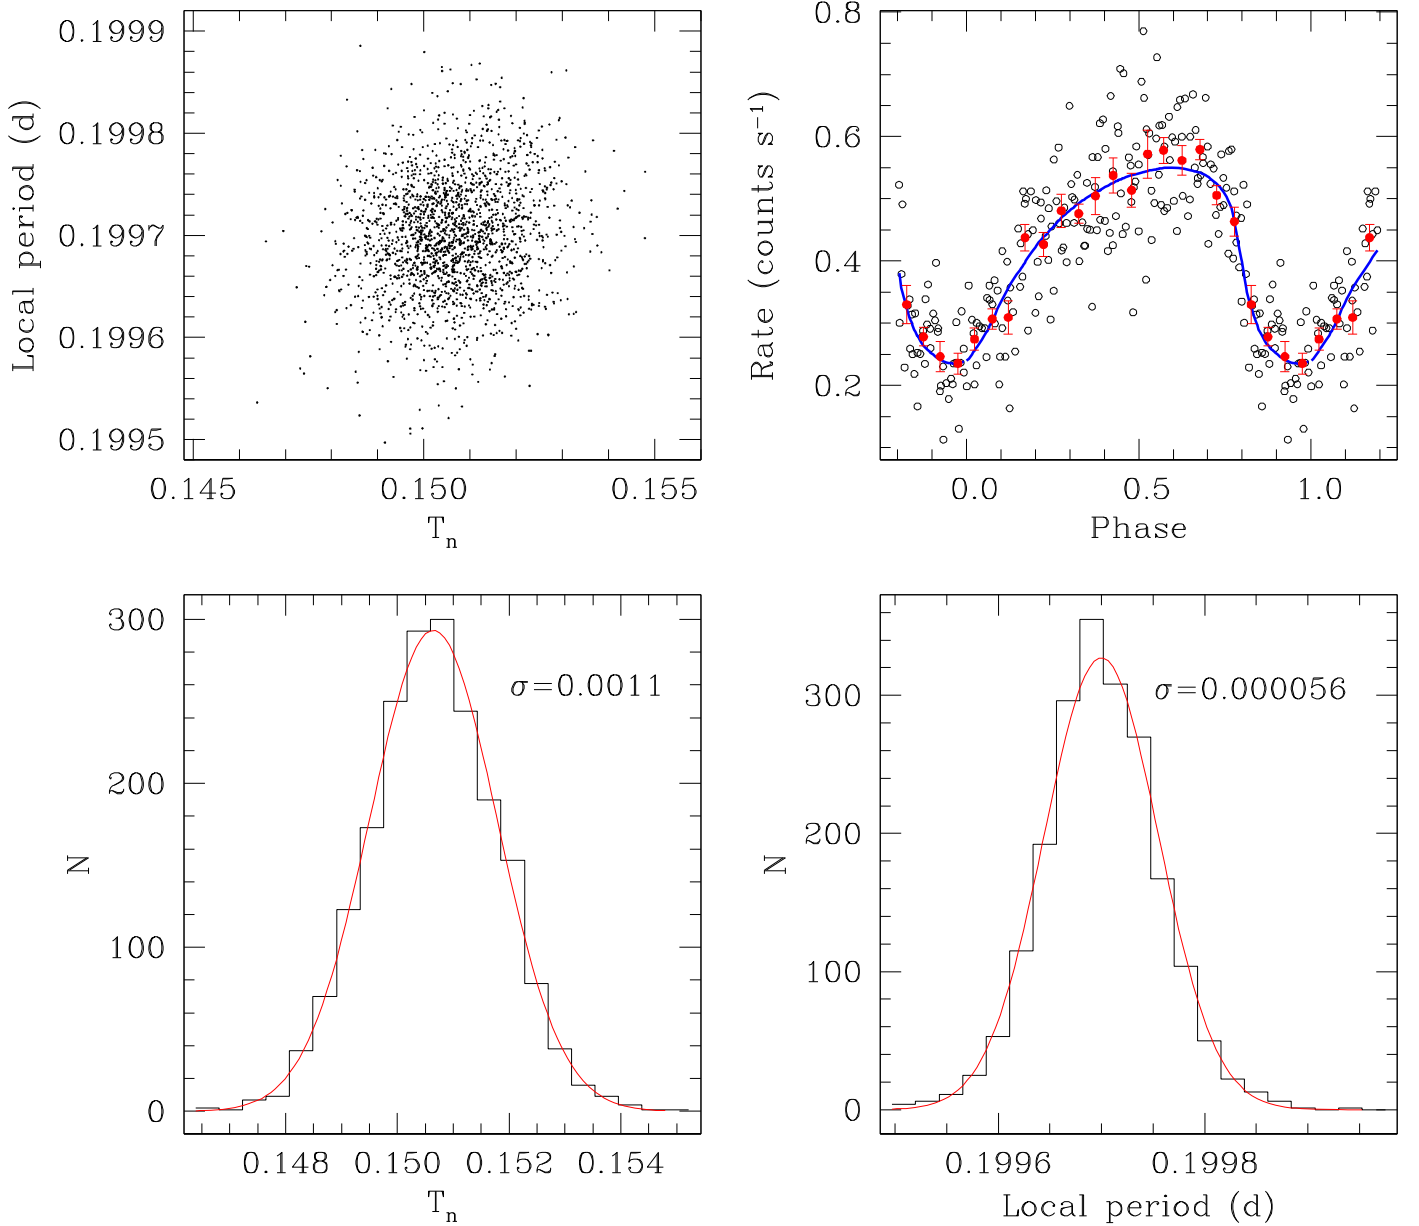 Local period (d)
0.1999
0.1998
0.1997
0.1996
0.1995
0.145 0.150 0.155
Tn
Rate (counts s⁻¹)
0.8
0.6
0.4
0.2
0.0 0.5 1.0
Phase
N
300
200
100
0
σ=0.0011
0.148 0.150 0.152 0.154
Tn
N
300
200
100
0
σ=0.000056
0.1996 0.1998
Local period (d)